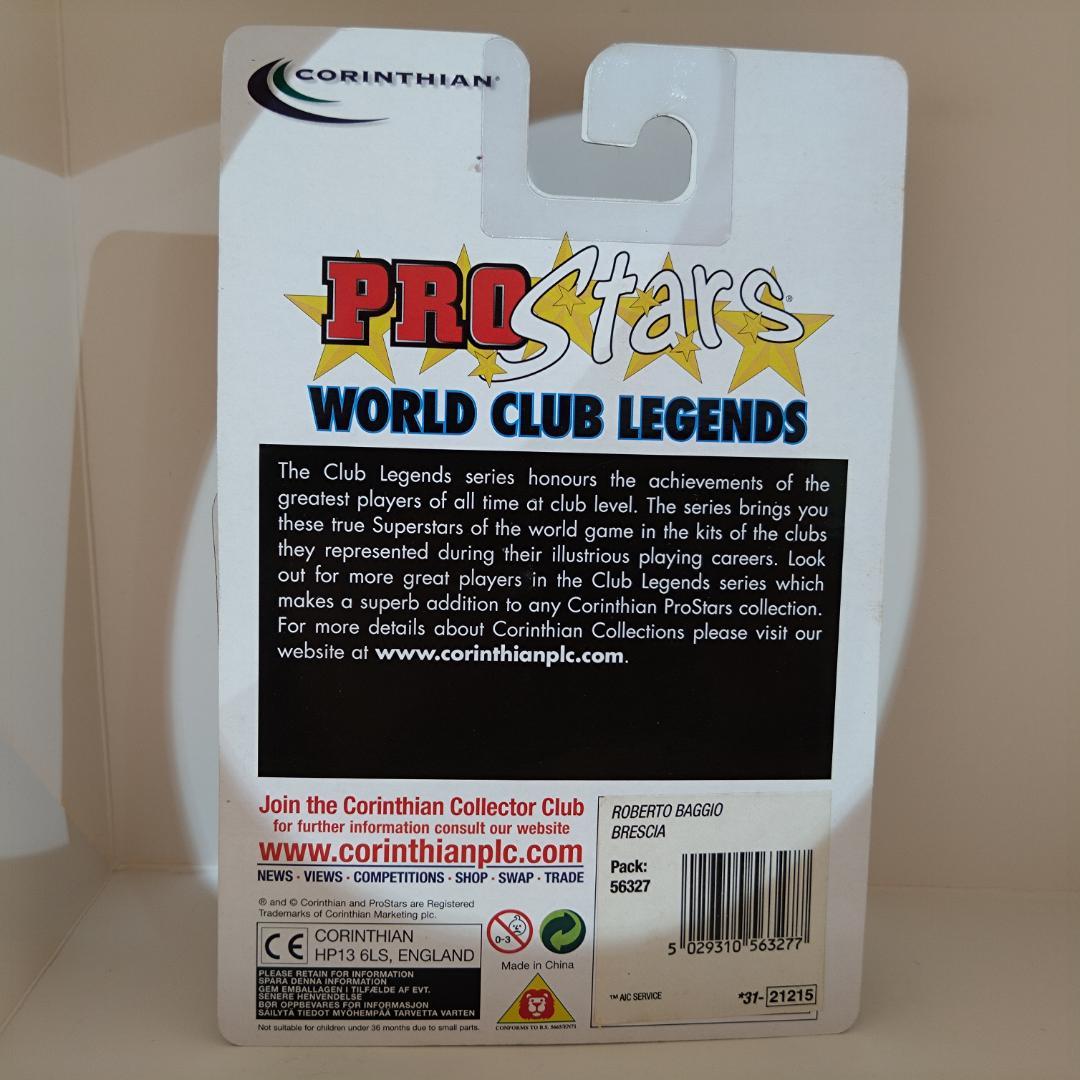 CORINTHIAN®
PROStars®
WORLD CLUB LEGENDS
The Club Legends series honours the achievements of the
greatest players of all time at club level. The series brings you
these true Superstars of the world game in the kits of the clubs
they represented during their illustrious playing careers. Look
out for more great players in the Club Legends series which
makes a superb addition to any Corinthian ProStars collection.
For more details about Corinthian Collections please visit our
website at www.corinthianplc.com.
Join the Corinthian Collector Club
for further information consult our website
www.corinthianplc.com
NEWS · VIEWS · COMPETITIONS · SHOP · SWAP · TRADE
® and © Corinthian and ProStars are Registered
Trademarks of Corinthian Marketing plc.
CE CORINTHIAN
HP13 6LS, ENGLAND
PLEASE RETAIN FOR INFORMATION
SPARA DENNA INFORMATION
GEM EMBALLAGEN I TILFÆLDE AF EVT.
SENERE HENVENDELSE
BØR OPPBEVARES FOR INFORMASJON
SÄILYTÄ TIEDOT MYÖHEMPÄÄ TARVETTA VARTEN
Not suitable for children under 36 months due to small parts.
0-3
Made in China
CONFORMS TO B.S. 5665/EN71
ROBERTO BAGGIO
BRESCIA
Pack:
56327
5 029310 563277
™ AIC SERVICE
*31- 21215